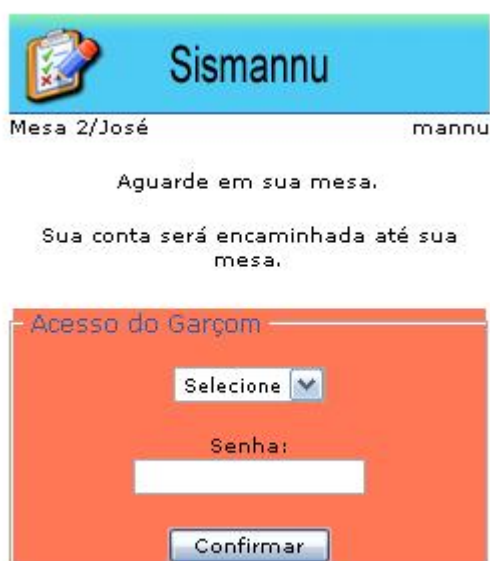 Sismannu
Mesa 2/José mannu
Aguarde em sua mesa.
Sua conta será encaminhada até sua
mesa.
Acesso do Garçom
Selecione
Senha:
Confirmar